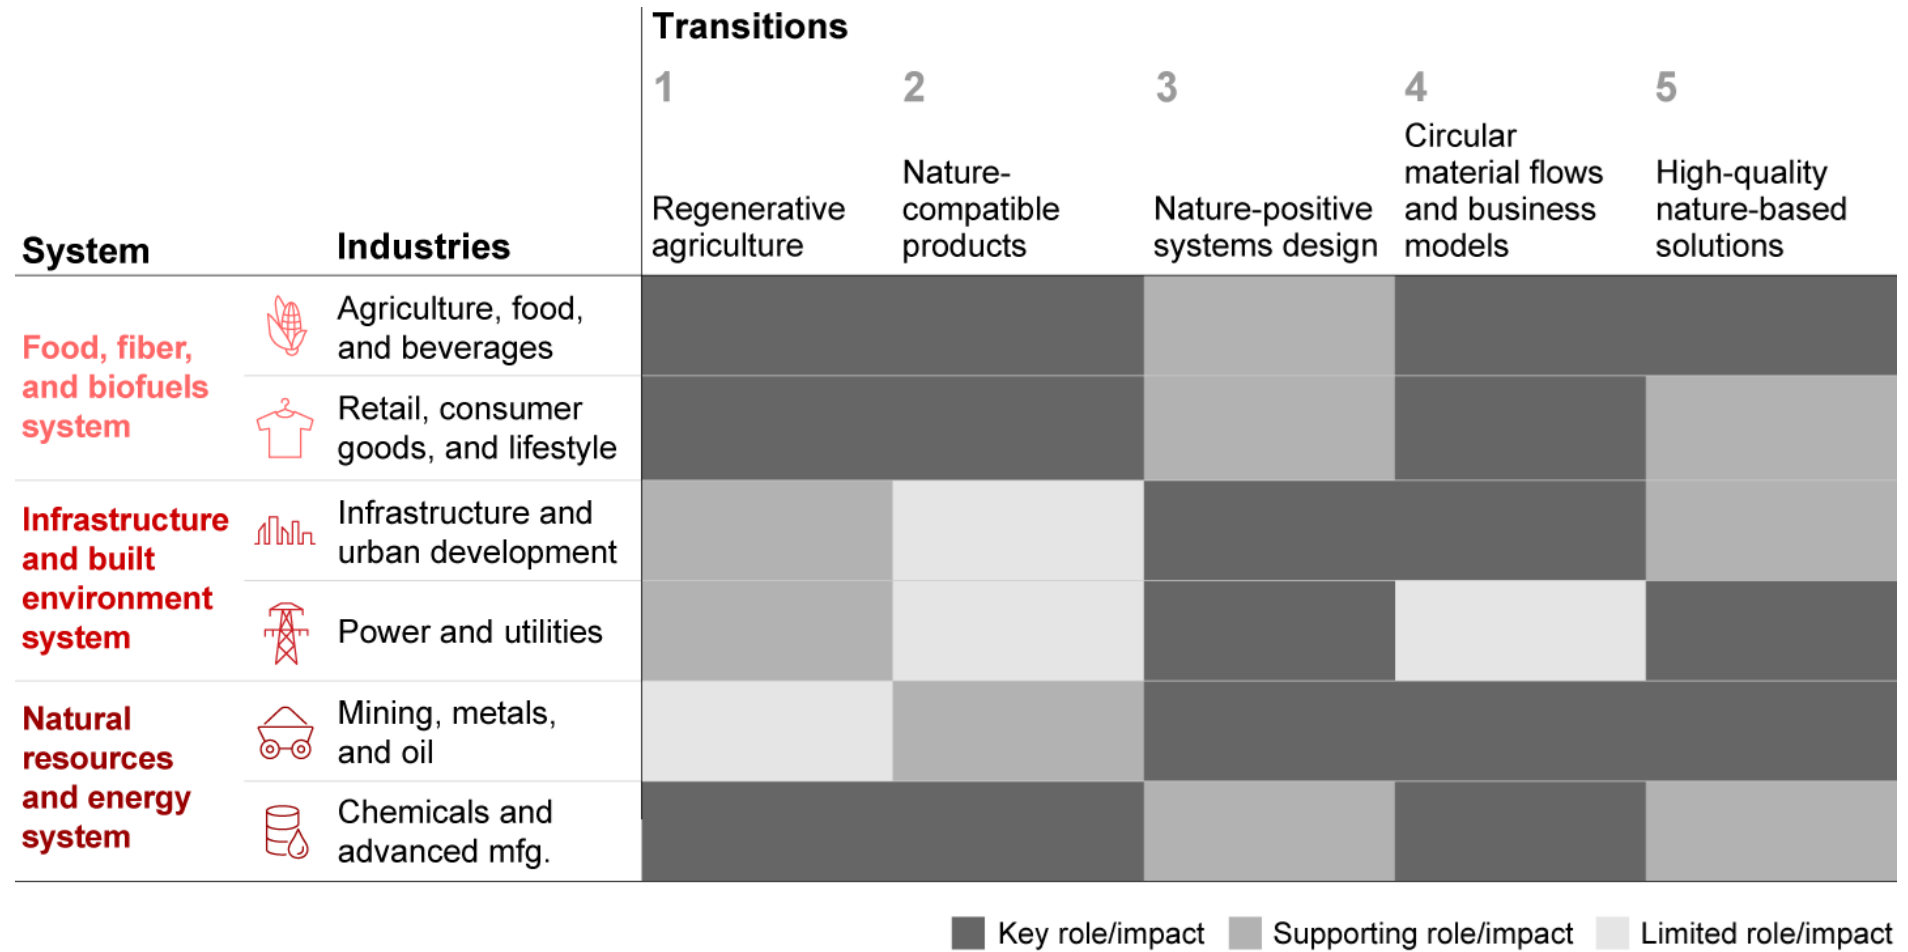 Transitions
1
2
3
4
5
Regenerative
agriculture
Nature-
compatible
products
Nature-positive
systems design
Circular
material flows
and business
models
High-quality
nature-based
solutions
System
Industries
Food, fiber,
and biofuels
system
Agriculture, food,
and beverages
Retail, consumer
goods, and lifestyle
Infrastructure
and built
environment
system
Infrastructure and
urban development
Power and utilities
Natural
resources
and energy
system
Mining, metals,
and oil
Chemicals and
advanced mfg.
Key role/impact
Supporting role/impact
Limited role/impact